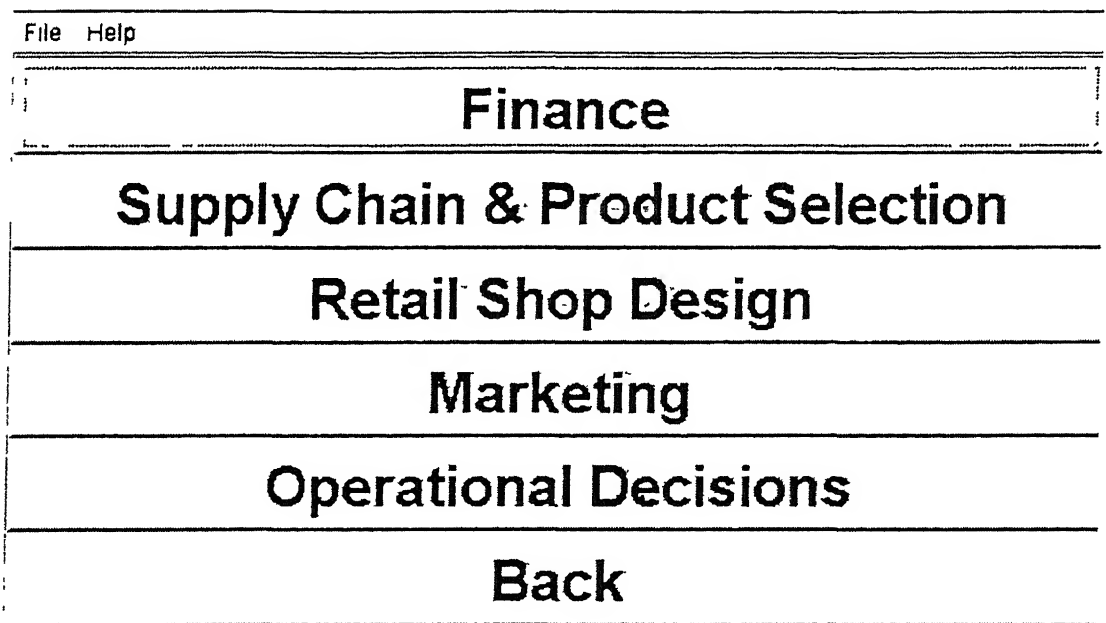 File Help
Finance
Supply Chain & Product Selection
Retail Shop Design
Marketing
Operational Decisions
Back